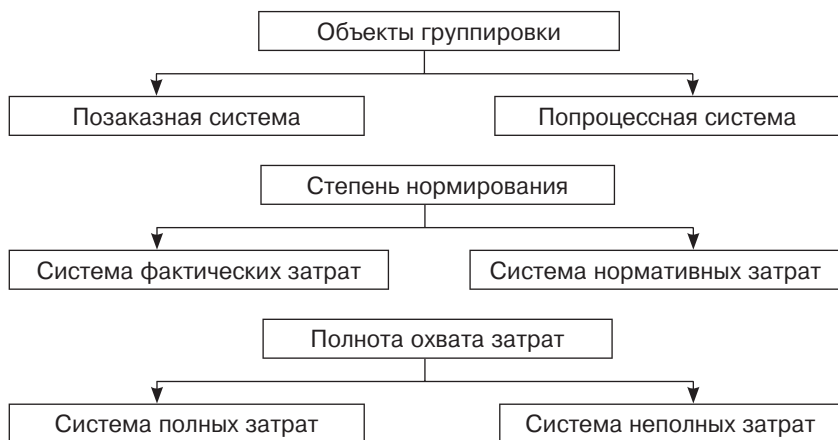 Объекты группировки
Позаказная система
Попроцессная система
Степень нормирования
Система фактических затрат
Система нормативных затрат
Полнота охвата затрат
Система полных затрат
Система неполных затрат